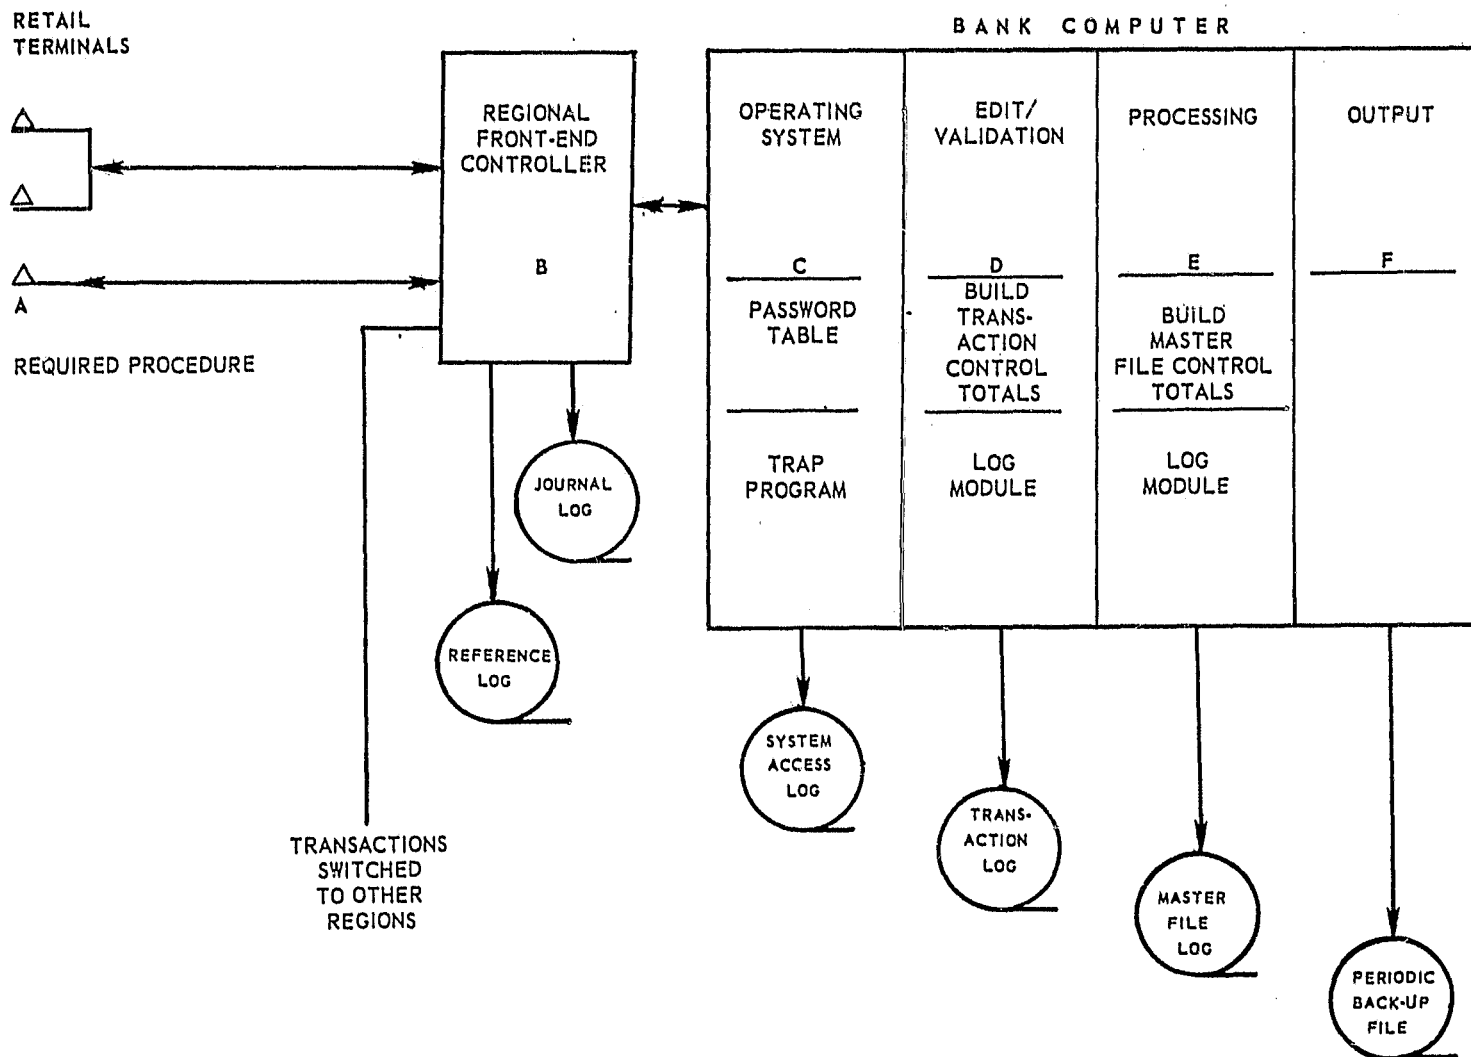 RETAIL
TERMINALS
A
REQUIRED PROCEDURE
REGIONAL
FRONT-END
CONTROLLER
B
JOURNAL
LOG
REFERENCE
LOG
TRANSACTIONS
SWITCHED
TO OTHER
REGIONS
BANK COMPUTER
OPERATING
SYSTEM
C
PASSWORD
TABLE
TRAP
PROGRAM
SYSTEM
ACCESS
LOG
EDIT/
VALIDATION
D
BUILD
TRANS-
ACTION
CONTROL
TOTALS
LOG
MODULE
TRANS-
ACTION
LOG
PROCESSING
E
BUILD
MASTER
FILE CONTROL
TOTALS
LOG
MODULE
MASTER
FILE
LOG
OUTPUT
F
PERIODIC
BACK-UP
FILE